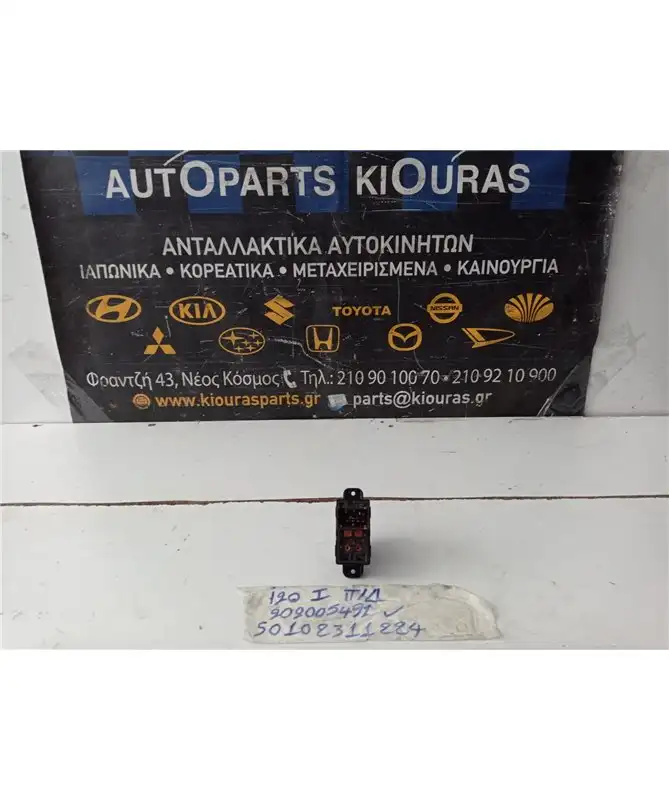 AUTOPARTS KIOURAS
ΑΝΤΑΛΛΑΚΤΙΚΑ ΑΥΤΟΚΙΝΗΤΩΝ
ΙΑΠΩΝΙΚΑ • ΚΟΡΕΑΤΙΚΑ • ΜΕΤΑΧΕΙΡΙΣΜΕΝΑ • ΚΑΙΝΟΥΡΓΙΑ
KIA TOYOTA NISSAN
Φραντζή 43, Νέος Κόσμος Τηλ.: 210 90 100 70 • 210 92 10 900
www.kiourasparts.gr parts@kiouras.gr
i20 I Π/Δ
909005491 ✓
50102311224